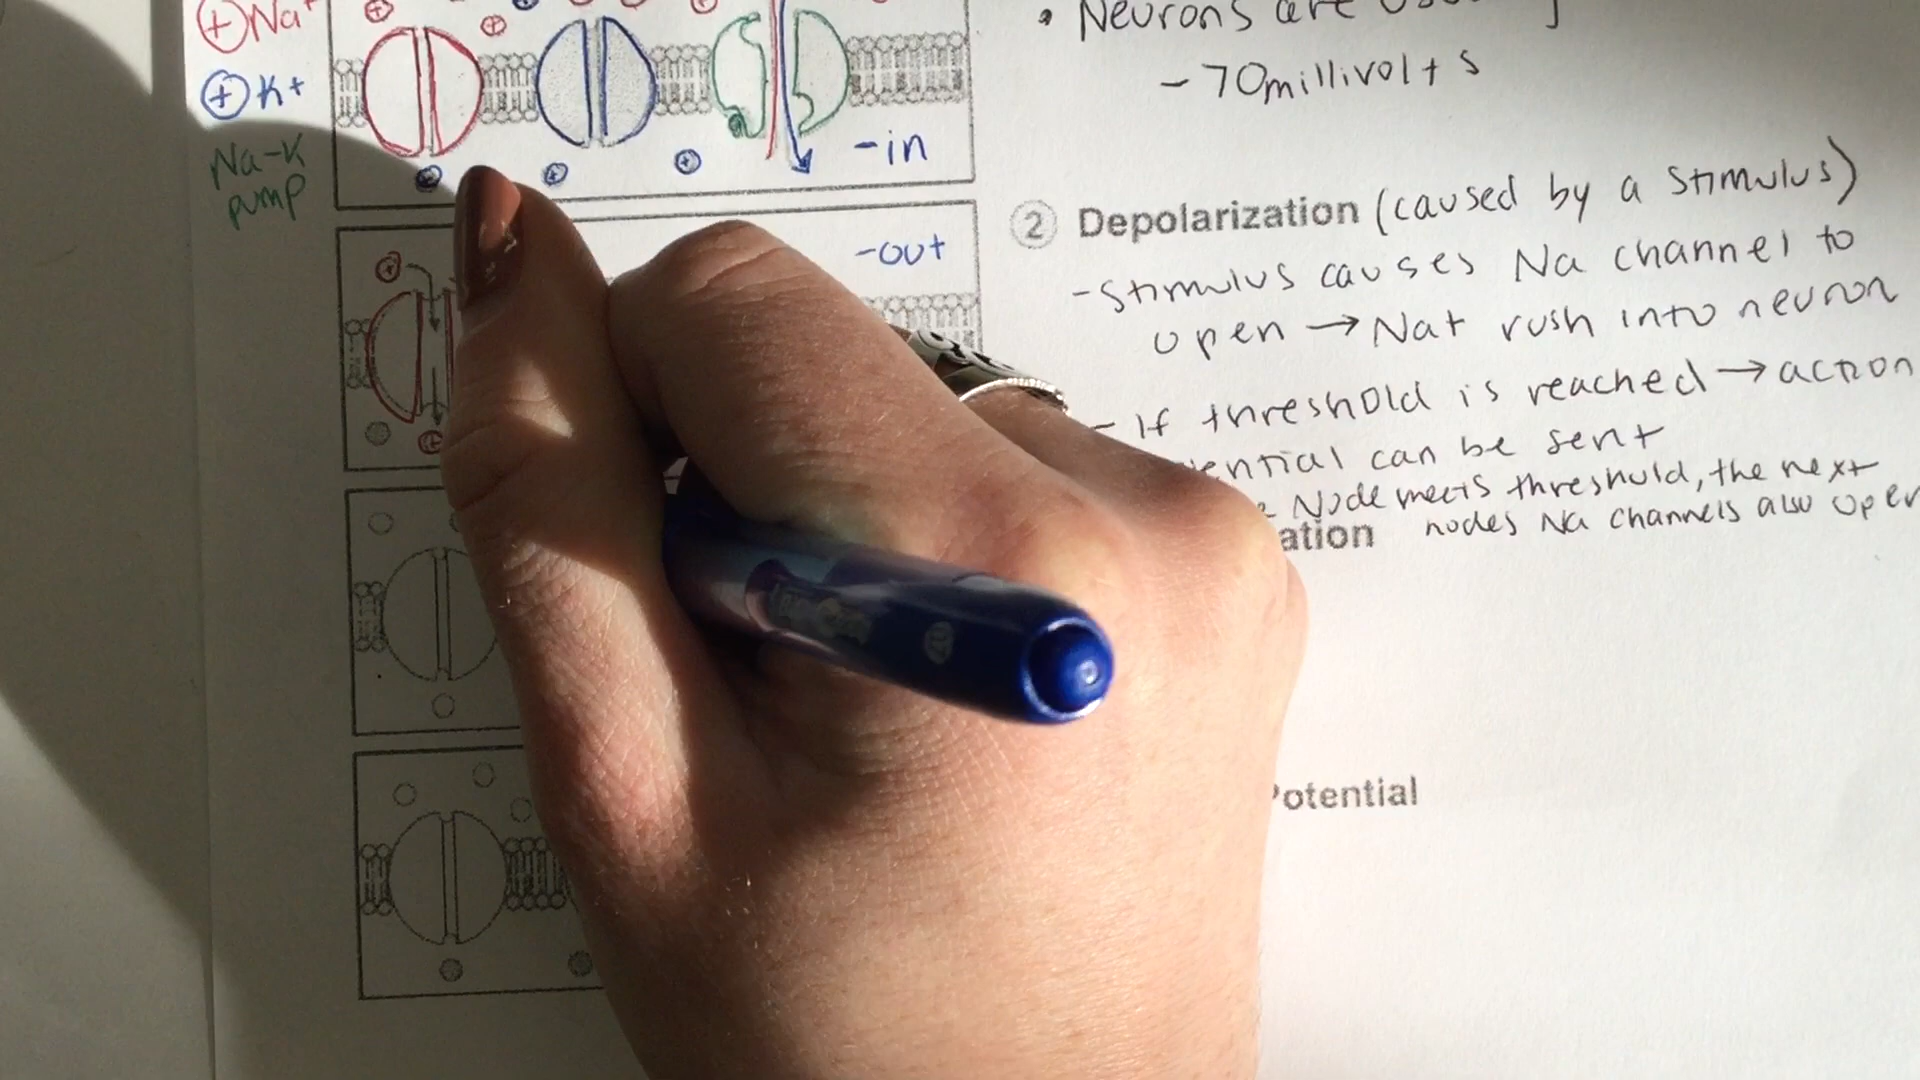 Na+
K+
Na-K
pump
-in
-out
• Neurons are
-70millivolts
2 Depolarization (caused by a stimulus)
-Stimulus causes Na channel to
open → Na+ rush into neuron
- If threshold is reached → action
ential can be sent
Node meets threshold, the next
nodes Na channels also open
ation
Potential